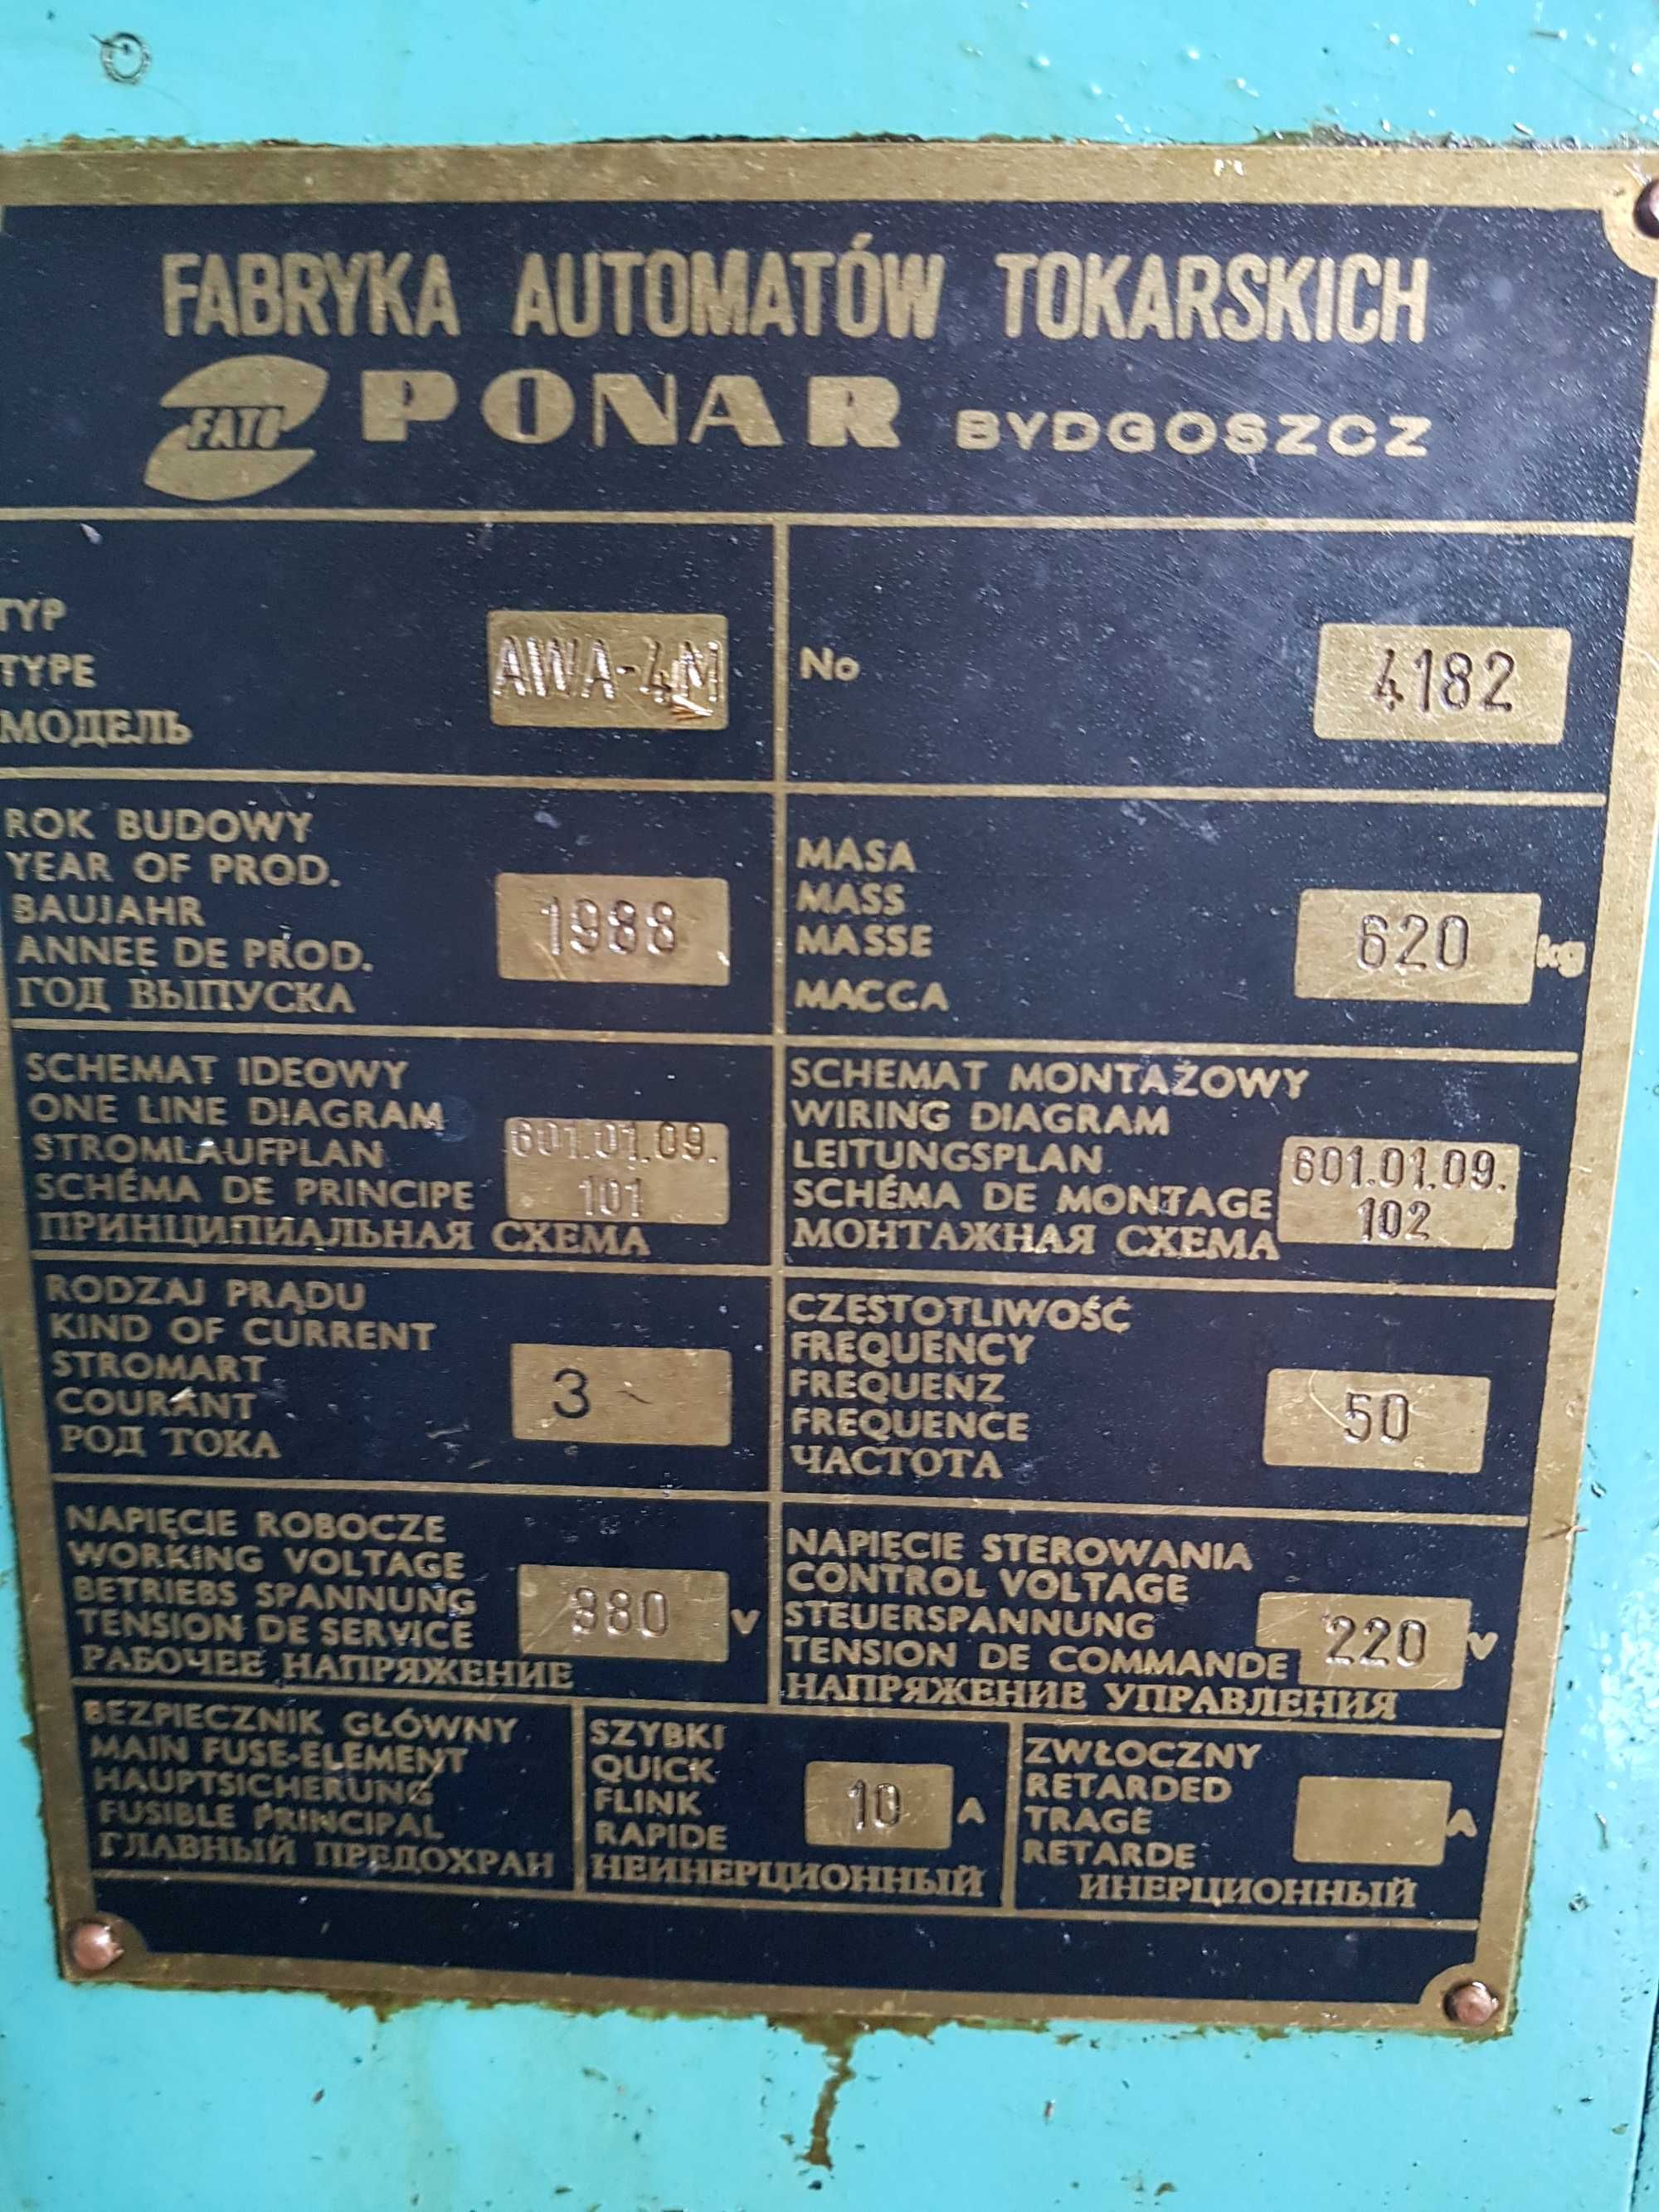 FABRYKA AUTOMATÓW TOKARSKICH
FATO PONAR BYDGOSZCZ
TYP
TYPE
МОДЕЛЬ
AWA-4M
No
4182
ROK BUDOWY
YEAR OF PROD.
BAUJAHR
ANNEE DE PROD.
ГОД ВЫПУСКА
1988
MASA
MASS
MASSE
МАССА
620 kg
SCHEMAT IDEOWY
ONE LINE DIAGRAM
STROMLAUFPLAN
SCHÉMA DE PRINCIPE
ПРИНЦИПИАЛЬНАЯ СХЕМА
601.01.09.
101
SCHEMAT MONTAŻOWY
WIRING DIAGRAM
LEITUNGSPLAN
SCHÉMA DE MONTAGE
МОНТАЖНАЯ СХЕМА
601.01.09.
102
RODZAJ PRĄDU
KIND OF CURRENT
STROMART
COURANT
РОД ТОКА
3 ~
CZESTOTLIWOŚĆ
FREQUENCY
FREQUENZ
FREQUENCE
ЧАСТОТА
50
NAPIĘCIE ROBOCZE
WORKING VOLTAGE
BETRIEBS SPANNUNG
TENSION DE SERVICE
РАБОЧЕЕ НАПРЯЖЕНИЕ
380 V
NAPIĘCIE STEROWANIA
CONTROL VOLTAGE
STEUERSPANNUNG
TENSION DE COMMANDE
НАПРЯЖЕНИЕ УПРАВЛЕНИЯ
220 V
BEZPIECZNIK GŁÓWNY
MAIN FUSE-ELEMENT
HAUPTSICHERUNG
FUSIBLE PRINCIPAL
ГЛАВНЫЙ ПРЕДОХРАН
SZYBKI
QUICK
FLINK
RAPIDE
НЕИНЕРЦИОННЫЙ
10 A
ZWŁOCZNY
RETARDED
TRAGE
RETARDE
ИНЕРЦИОННЫЙ
A